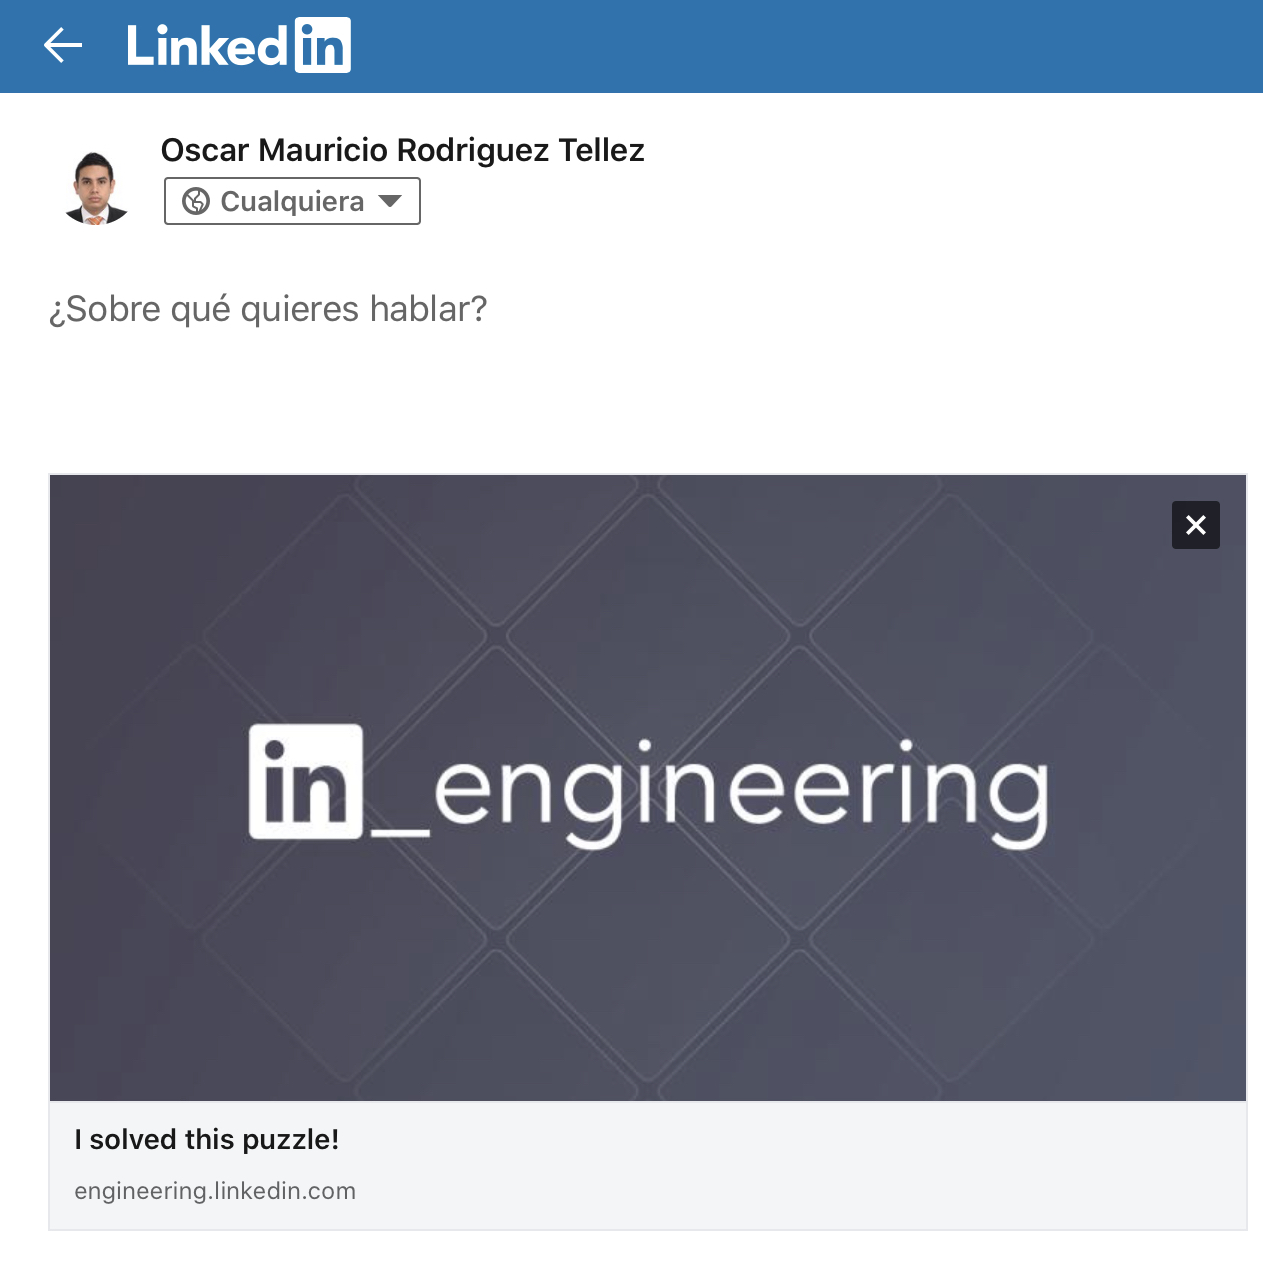 Linkedin
Oscar Mauricio Rodriguez Tellez
Cualquiera
¿Sobre qué quieres hablar?
in_engineering
I solved this puzzle!
engineering.linkedin.com